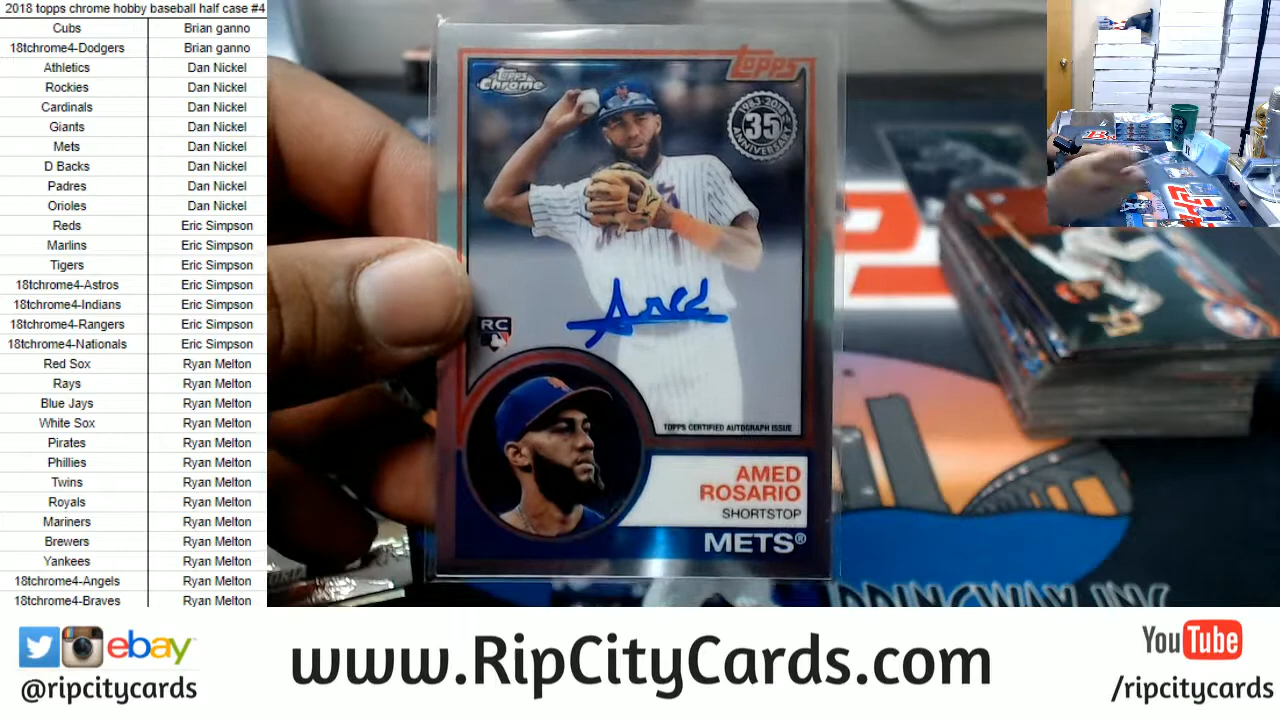 2018 topps chrome hobby baseball half case #4
Cubs Brian ganno
18tchrome4-Dodgers Brian ganno
Athletics Dan Nickel
Rockies Dan Nickel
Cardinals Dan Nickel
Giants Dan Nickel
Mets Dan Nickel
D Backs Dan Nickel
Padres Dan Nickel
Orioles Dan Nickel
Reds Eric Simpson
Marlins Eric Simpson
Tigers Eric Simpson
18tchrome4-Astros Eric Simpson
18tchrome4-Indians Eric Simpson
18tchrome4-Rangers Eric Simpson
18tchrome4-Nationals Eric Simpson
Red Sox Ryan Melton
Rays Ryan Melton
Blue Jays Ryan Melton
White Sox Ryan Melton
Pirates Ryan Melton
Phillies Ryan Melton
Twins Ryan Melton
Royals Ryan Melton
Mariners Ryan Melton
Brewers Ryan Melton
Yankees Ryan Melton
18tchrome4-Angels Ryan Melton
18tchrome4-Braves Ryan Melton
Topps Chrome
Topps
1983-2018
35
ANNIVERSARY
RC
TOPPS CERTIFIED AUTOGRAPH ISSUE
AMED
ROSARIO
SHORTSTOP
METS®
ebay
@ripcitycards
www.RipCityCards.com
YouTube
/ripcitycards